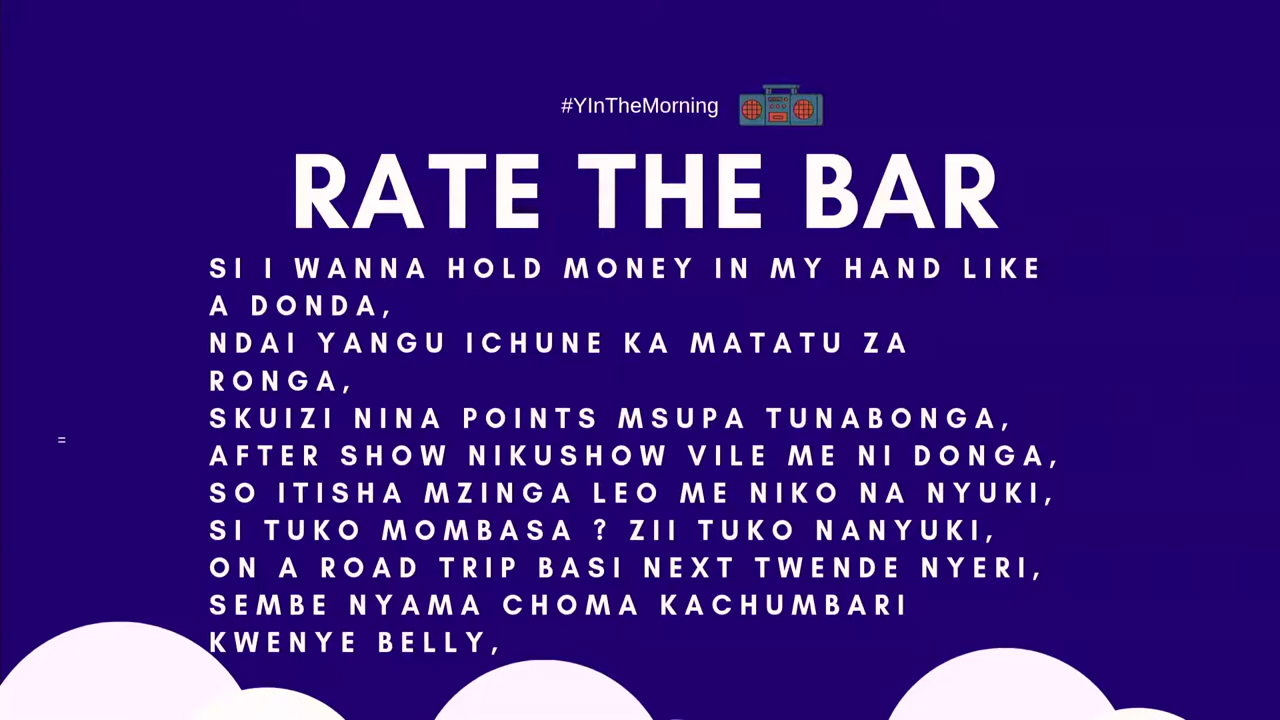 #YInTheMorning
RATE THE BAR
SI I WANNA HOLD MONEY IN MY HAND LIKE
A DONDA,
NDAI YANGU ICHUNE KA MATATU ZA
RONGA,
SKUIZI NINA POINTS MSUPA TUNABONGA,
AFTER SHOW NIKUSHOW VILE ME NI DONGA,
=
SO ITISHA MZINGA LEO ME NIKO NA NYUKI,
SI TUKO MOMBASA ? ZII TUKO NANYUKI,
ON A ROAD TRIP BASI NEXT TWENDE NYERI,
SEMBE NYAMA CHOMA KACHUMBARI
KWENYE BELLY,